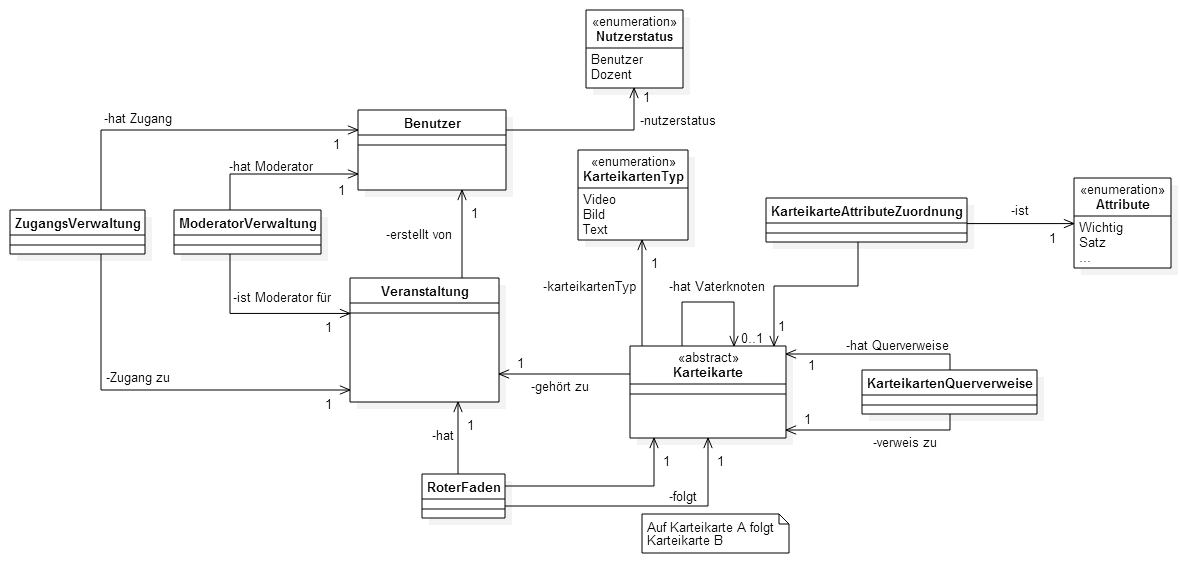 «enumeration»
Nutzerstatus
Benutzer
Dozent
1
-nutzerstatus
-hat Zugang
1
Benutzer
-hat Moderator
1
1
-erstellt von
ZugangsVerwaltung
ModeratorVerwaltung
«enumeration»
KarteikartenTyp
Video
Bild
Text
1
-karteikartenTyp
KarteikarteAttributeZuordnung
-ist
1
«enumeration»
Attribute
Wichtig
Satz
...
-ist Moderator für
1
Veranstaltung
-hat Vaterknoten
0..1
1
-Zugang zu
1
1
-gehört zu
«abstract»
Karteikarte
-hat Querverweise
1
KarteikartenQuerverweise
1
-verweis zu
-hat
1
RoterFaden
1
1
-folgt
Auf Karteikarte A folgt
Karteikarte B